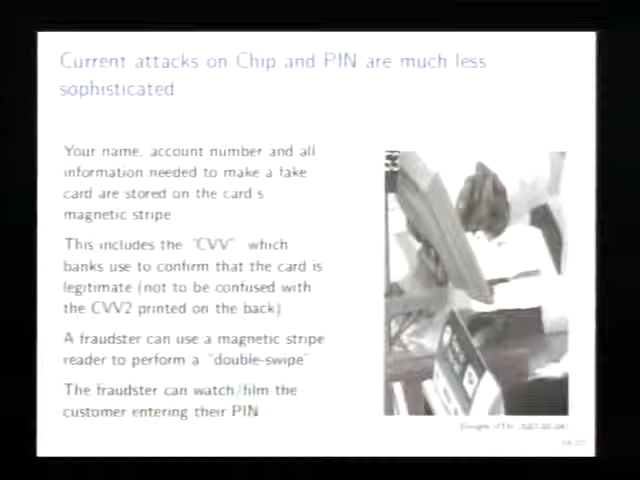 Current attacks on Chip and PIN are much less
sophisticated
Your name, account number and all
information needed to make a fake
card are stored on the card s
magnetic stripe
This includes the "CVV" which
banks use to confirm that the card is
legitimate (not to be confused with
the CVV2 printed on the back)
A fraudster can use a magnetic stripe
reader to perform a "double-swipe"
The fraudster can watch/film the
customer entering their PIN